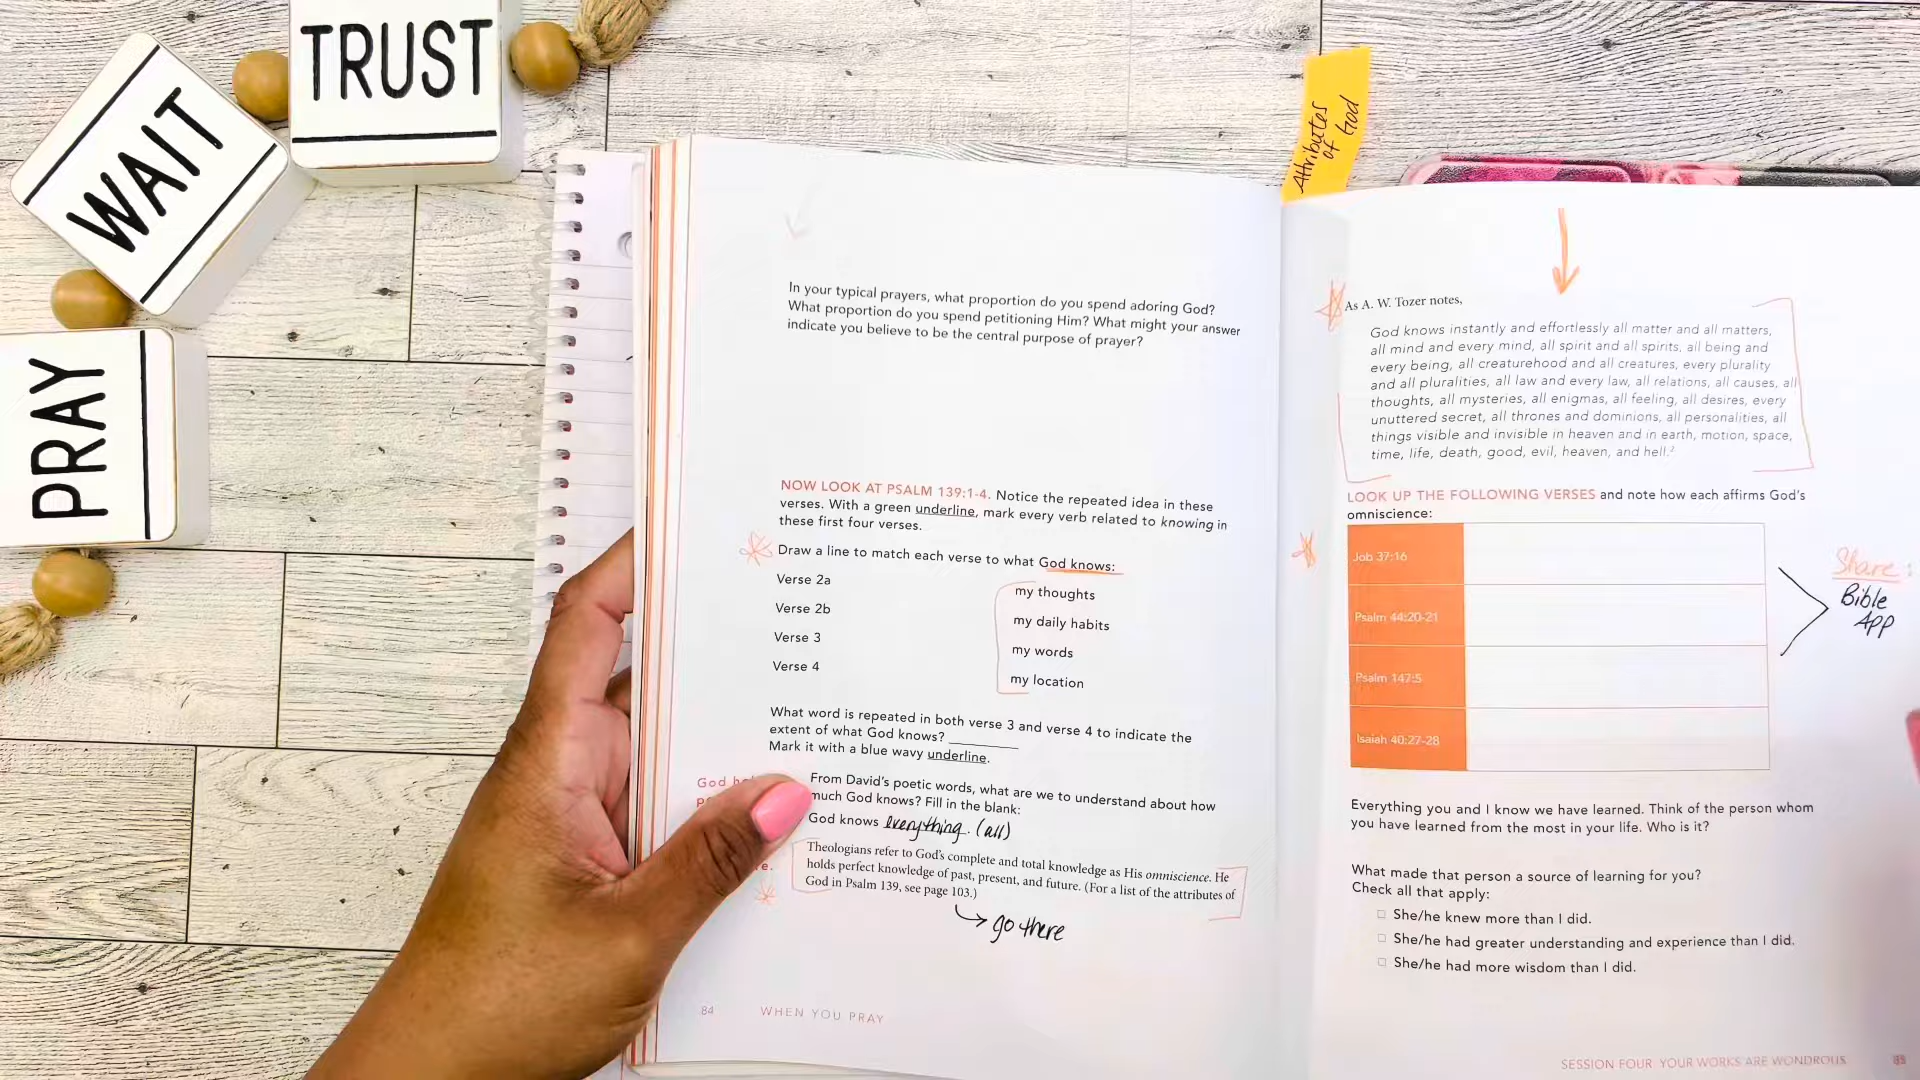 TRUST
WAIT
PRAY
Attributes
of God
In your typical prayers, what proportion do you spend adoring God?
What proportion do you spend petitioning Him? What might your answer
indicate you believe to be the central purpose of prayer?
NOW LOOK AT PSALM 139:1-4. Notice the repeated idea in these
verses. With a green underline, mark every verb related to knowing in
these first four verses.
Draw a line to match each verse to what God knows:
Verse 2a
my thoughts
Verse 2b
my daily habits
Verse 3
my words
Verse 4
my location
What word is repeated in both verse 3 and verse 4 to indicate the
extent of what God knows? __________
Mark it with a blue wavy underline.
God
From David's poetic words, what are we to understand about how
much God knows? Fill in the blank:
God knows everything. (all)
Theologians refer to God's complete and total knowledge as His omniscience. He
holds perfect knowledge of past, present, and future. (For a list of the attributes of
God in Psalm 139, see page 103.)
go there
84 WHEN YOU PRAY
As A. W. Tozer notes,
God knows instantly and effortlessly all matter and all matters,
all mind and every mind, all spirit and all spirits, all being and
every being, all creaturehood and all creatures, every plurality
and all pluralities, all law and every law, all relations, all causes, all
thoughts, all mysteries, all enigmas, all feeling, all desires, every
unuttered secret, all thrones and dominions, all personalities, all
things visible and invisible in heaven and in earth, motion, space,
time, life, death, good, evil, heaven, and hell.²
LOOK UP THE FOLLOWING VERSES and note how each affirms God's
omniscience:
Job 37:16
Psalm 44:20-21
Psalm 147:5
Isaiah 40:27-28
Share:
Bible
App
Everything you and I know we have learned. Think of the person whom
you have learned from the most in your life. Who is it?
What made that person a source of learning for you?
Check all that apply:
☐ She/he knew more than I did.
☐ She/he had greater understanding and experience than I did.
☐ She/he had more wisdom than I did.
SESSION FOUR: YOUR WORKS ARE WONDROUS 85